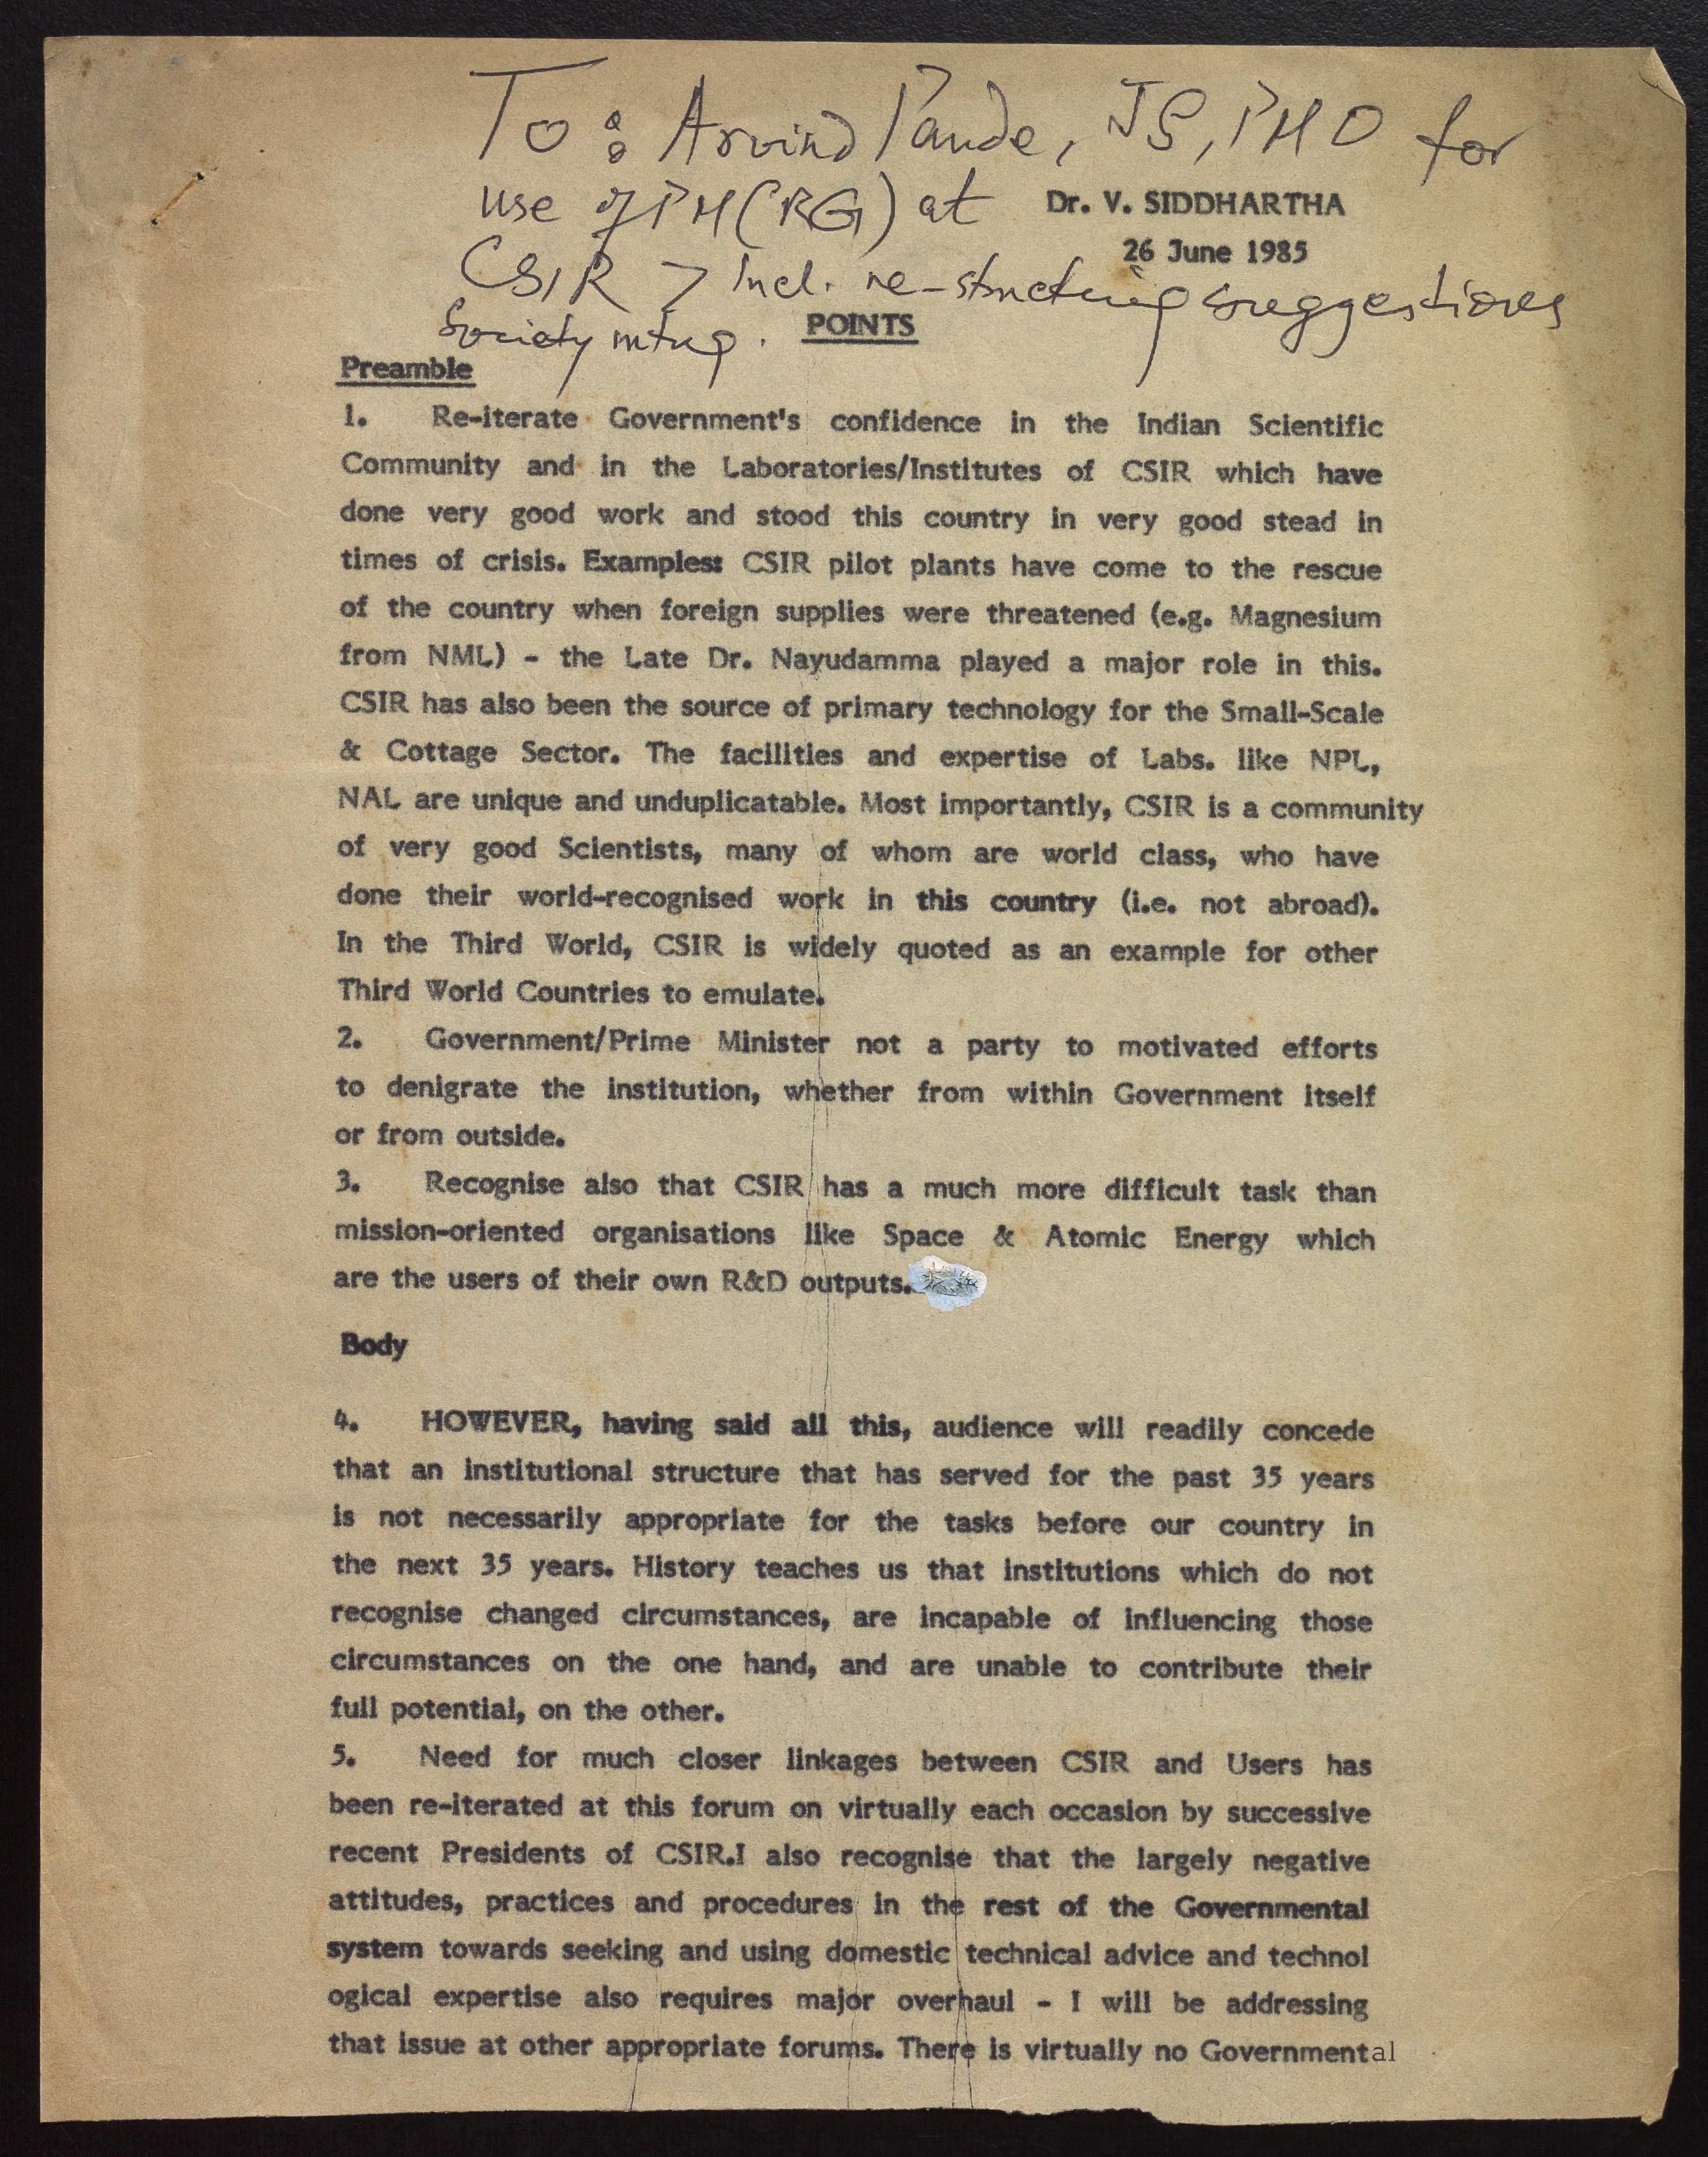 To : Arvind Pande, JS, PMO for
use of PM (RG) at
Dr. V. SIDDHARTHA
26 June 1985
CSIR > Incl. re-structuring suggestions
Society mtng.
POINTS
Preamble
1. Re-iterate Government's confidence in the Indian Scientific
Community and in the Laboratories/Institutes of CSIR which have
done very good work and stood this country in very good stead in
times of crisis. Examples: CSIR pilot plants have come to the rescue
of the country when foreign supplies were threatened (e.g. Magnesium
from NML) - the Late Dr. Nayudamma played a major role in this.
CSIR has also been the source of primary technology for the Small-Scale
& Cottage Sector. The facilities and expertise of Labs. like NPL,
NAL are unique and unduplicatable. Most importantly, CSIR is a community
of very good Scientists, many of whom are world class, who have
done their world-recognised work in this country (i.e. not abroad).
In the Third World, CSIR is widely quoted as an example for other
Third World Countries to emulate.
2. Government/Prime Minister not a party to motivated efforts
to denigrate the institution, whether from within Government itself
or from outside.
3. Recognise also that CSIR has a much more difficult task than
mission-oriented organisations like Space & Atomic Energy which
are the users of their own R&D outputs.
Body
4. HOWEVER, having said all this, audience will readily concede
that an institutional structure that has served for the past 35 years
is not necessarily appropriate for the tasks before our country in
the next 35 years. History teaches us that institutions which do not
recognise changed circumstances, are incapable of influencing those
circumstances on the one hand, and are unable to contribute their
full potential, on the other.
5. Need for much closer linkages between CSIR and Users has
been re-iterated at this forum on virtually each occasion by successive
recent Presidents of CSIR.I also recognise that the largely negative
attitudes, practices and procedures in the rest of the Governmental
system towards seeking and using domestic technical advice and technol
ogical expertise also requires major overhaul - I will be addressing
that issue at other appropriate forums. There is virtually no Governmental